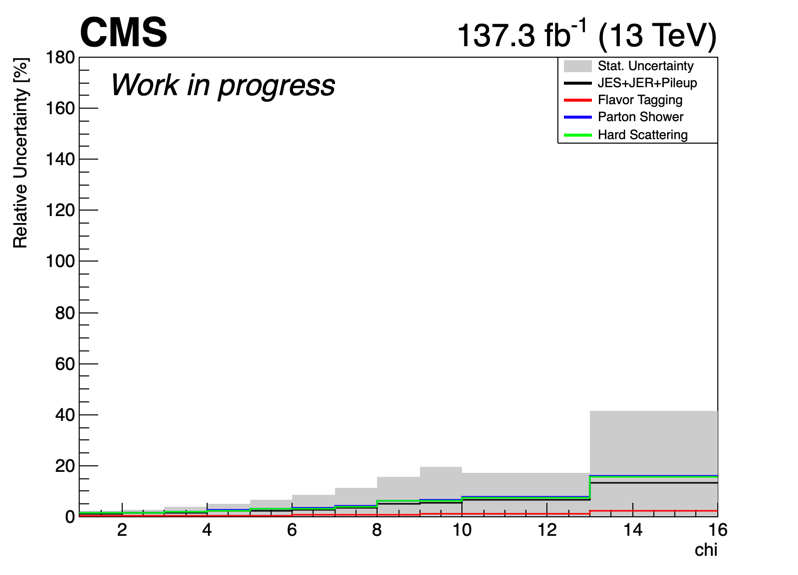 CMS 137.3 fb-1 (13 TeV)
Work in progress
Relative Uncertainty [%]
Stat. Uncertainty
JES+JER+Pileup
Flavor Tagging
Parton Shower
Hard Scattering
180
160
140
120
100
80
60
40
20
0
2 4 6 8 10 12 14 16
chi